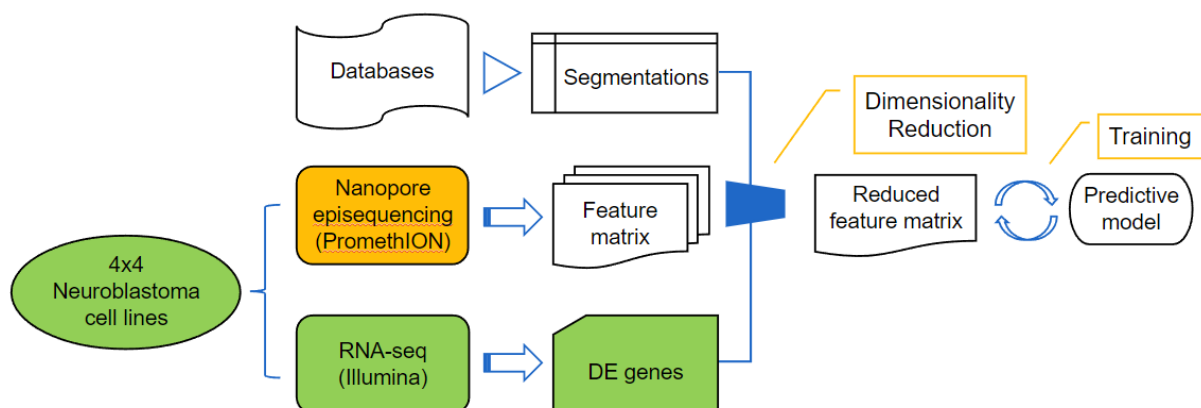 Databases
Segmentations
Dimensionality
Reduction
Training
Nanopore
episequencing
(PromethION)
Feature
matrix
Reduced
feature matrix
Predictive
model
4x4
Neuroblastoma
cell lines
RNA-seq
(Illumina)
DE genes